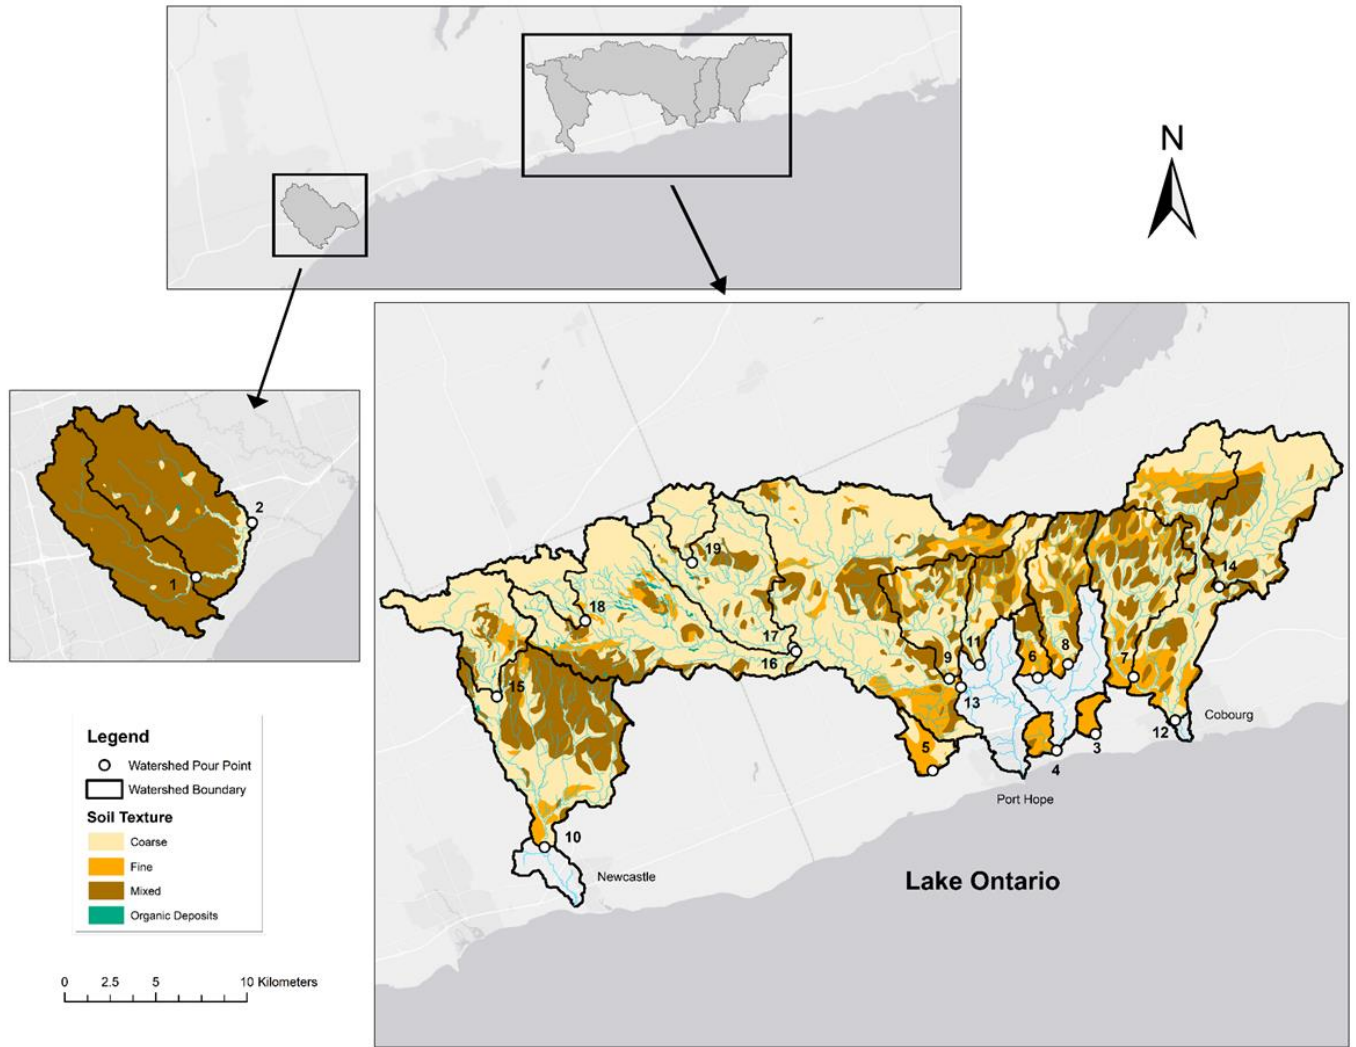 N
2
1
19
18
17
16
15
14
11
9
6
8
7
13
5
12
Cobourg
3
4
Port Hope
10
Newcastle
Lake Ontario
Legend
Watershed Pour Point
Watershed Boundary
Soil Texture
Coarse
Fine
Mixed
Organic Deposits
0 2.5 5 10 Kilometers